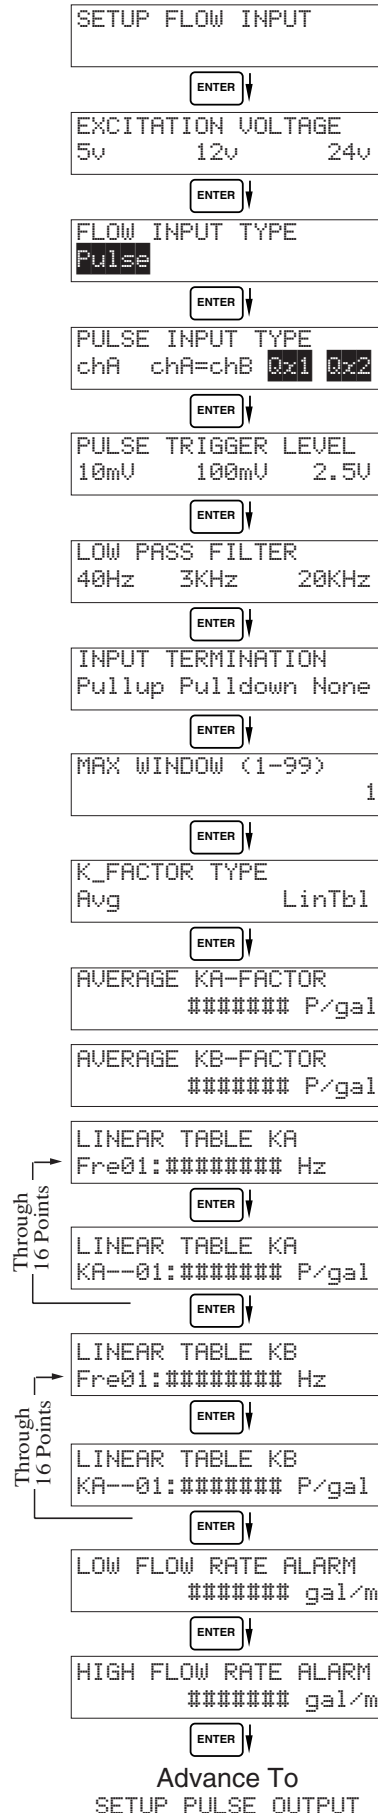 SETUP FLOW INPUT
ENTER
EXCITATION VOLTAGE
5v 12v 24v
ENTER
FLOW INPUT TYPE
Pulse
ENTER
PULSE INPUT TYPE
chA chA=chB Qx1 Qx2
ENTER
PULSE TRIGGER LEVEL
10mV 100mV 2.5V
ENTER
LOW PASS FILTER
40Hz 3KHz 20KHz
ENTER
INPUT TERMINATION
Pullup Pulldown None
ENTER
MAX WINDOW (1-99)
1
ENTER
K_FACTOR TYPE
Avg LinTbl
ENTER
AVERAGE KA-FACTOR
####### P/gal
AVERAGE KB-FACTOR
####### P/gal
LINEAR TABLE KA
Fre01:######## Hz
ENTER
LINEAR TABLE KA
KA--01:####### P/gal
ENTER
Through
16 Points
LINEAR TABLE KB
Fre01:######## Hz
ENTER
LINEAR TABLE KB
KA--01:####### P/gal
ENTER
Through
16 Points
LOW FLOW RATE ALARM
####### gal/m
ENTER
HIGH FLOW RATE ALARM
####### gal/m
ENTER
Advance To
SETUP PULSE OUTPUT